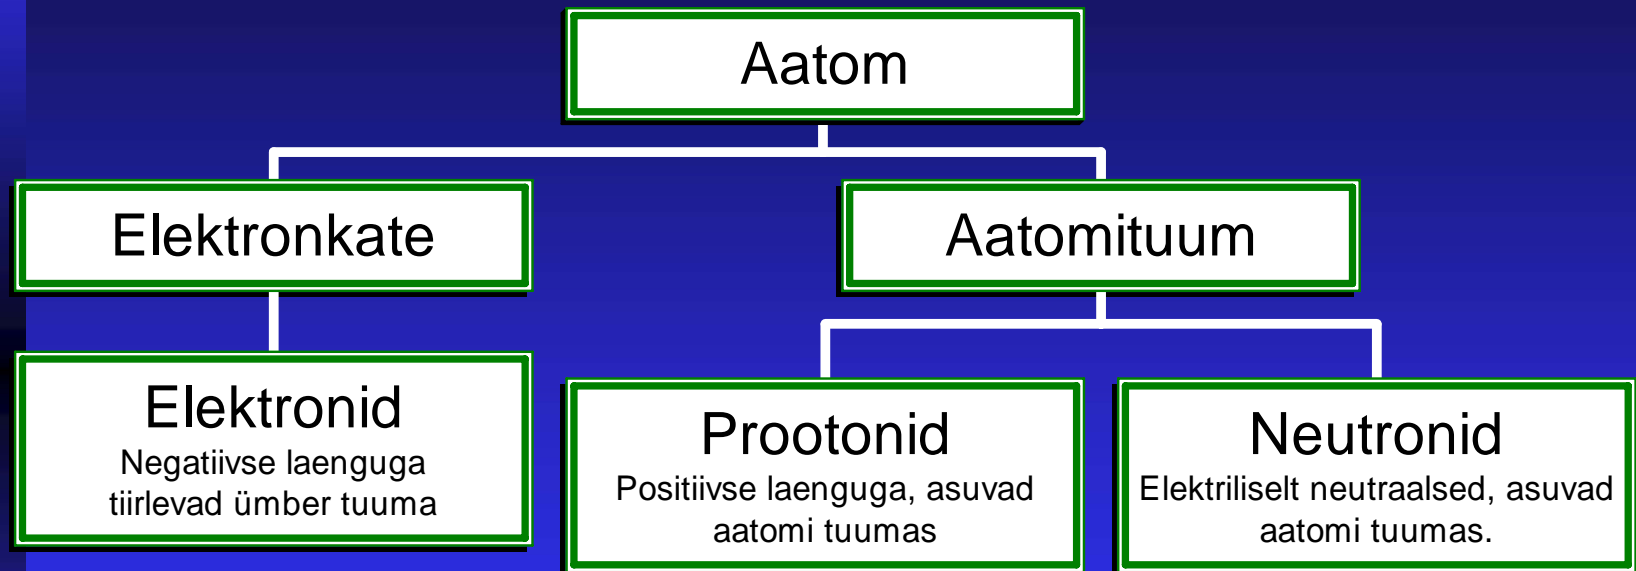 Aatom
Elektronkate
Aatomituum
Elektronid
Negatiivse laenguga
tiirlevad ümber tuuma
Prootonid
Positiivse laenguga, asuvad
aatomi tuumas
Neutronid
Elektriliselt neutraalsed, asuvad
aatomi tuumas.